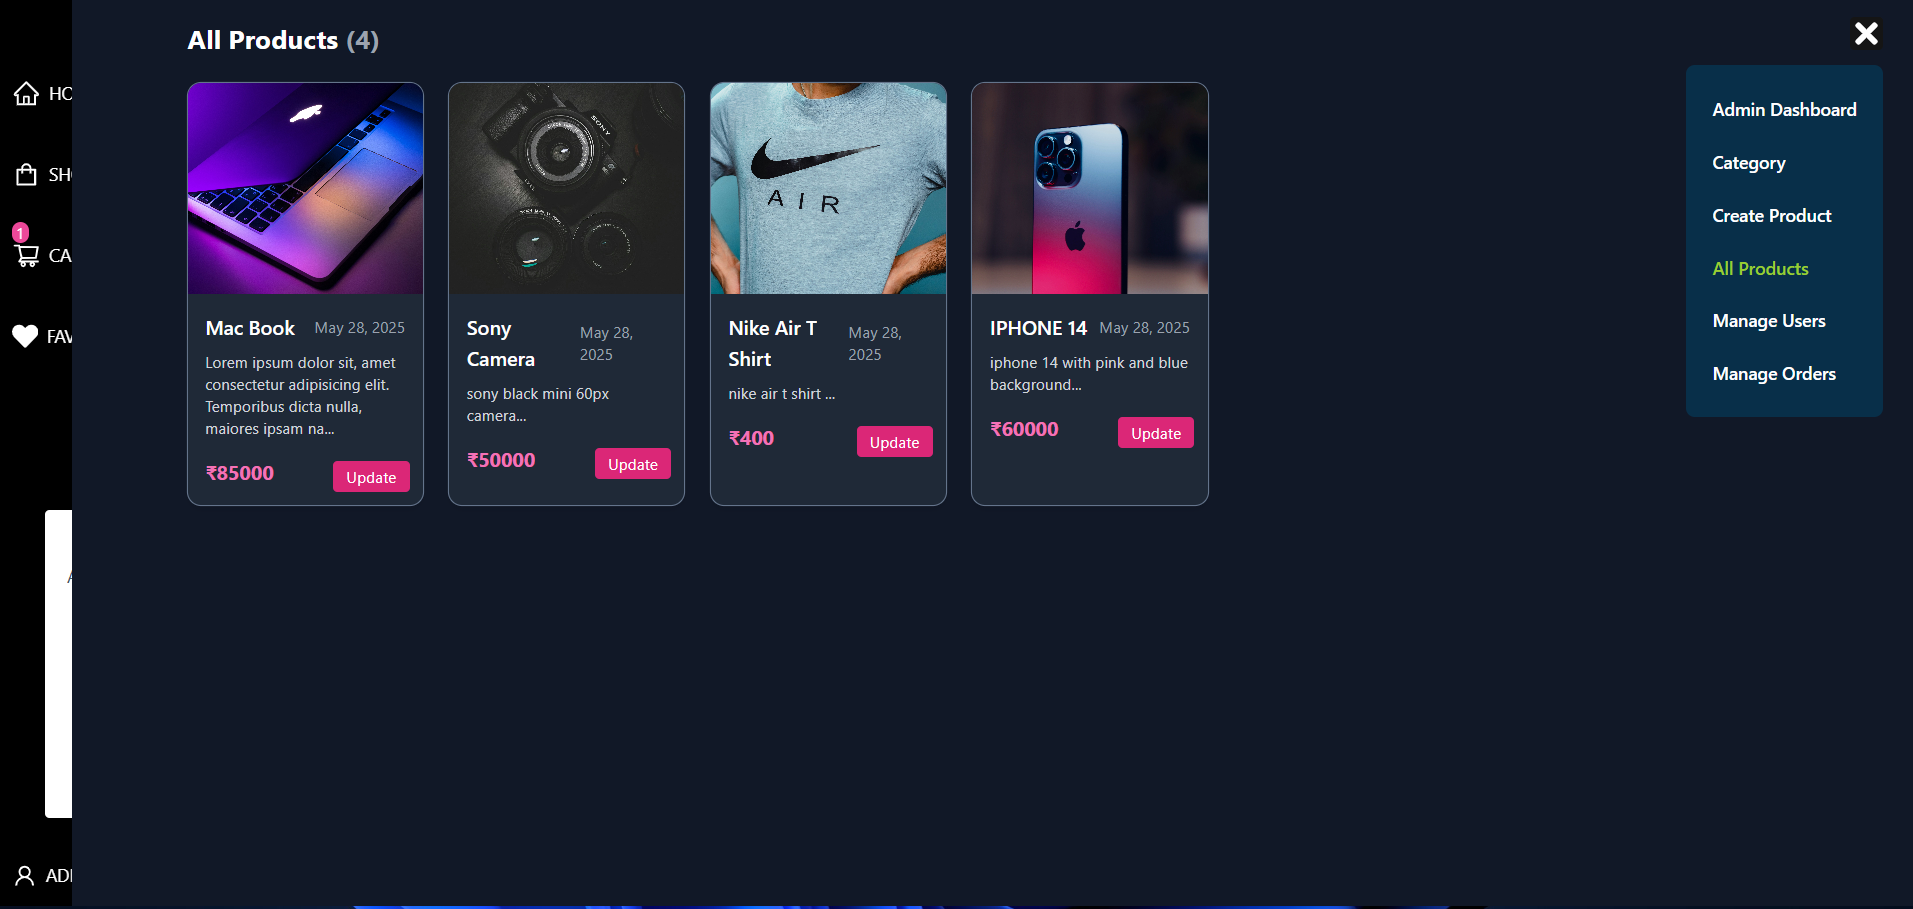 All Products (4)
HO
SH
1
CA
FAV
ADI
SONY
AIR
Mac Book May 28, 2025
Lorem ipsum dolor sit, amet
consectetur adipisicing elit.
Temporibus dicta nulla,
maiores ipsam na...
₹85000 Update
Sony
Camera
May 28,
2025
sony black mini 60px
camera...
₹50000 Update
Nike Air T
Shirt
May 28,
2025
nike air t shirt ...
₹400 Update
IPHONE 14 May 28, 2025
iphone 14 with pink and blue
background...
₹60000 Update
Admin Dashboard
Category
Create Product
All Products
Manage Users
Manage Orders